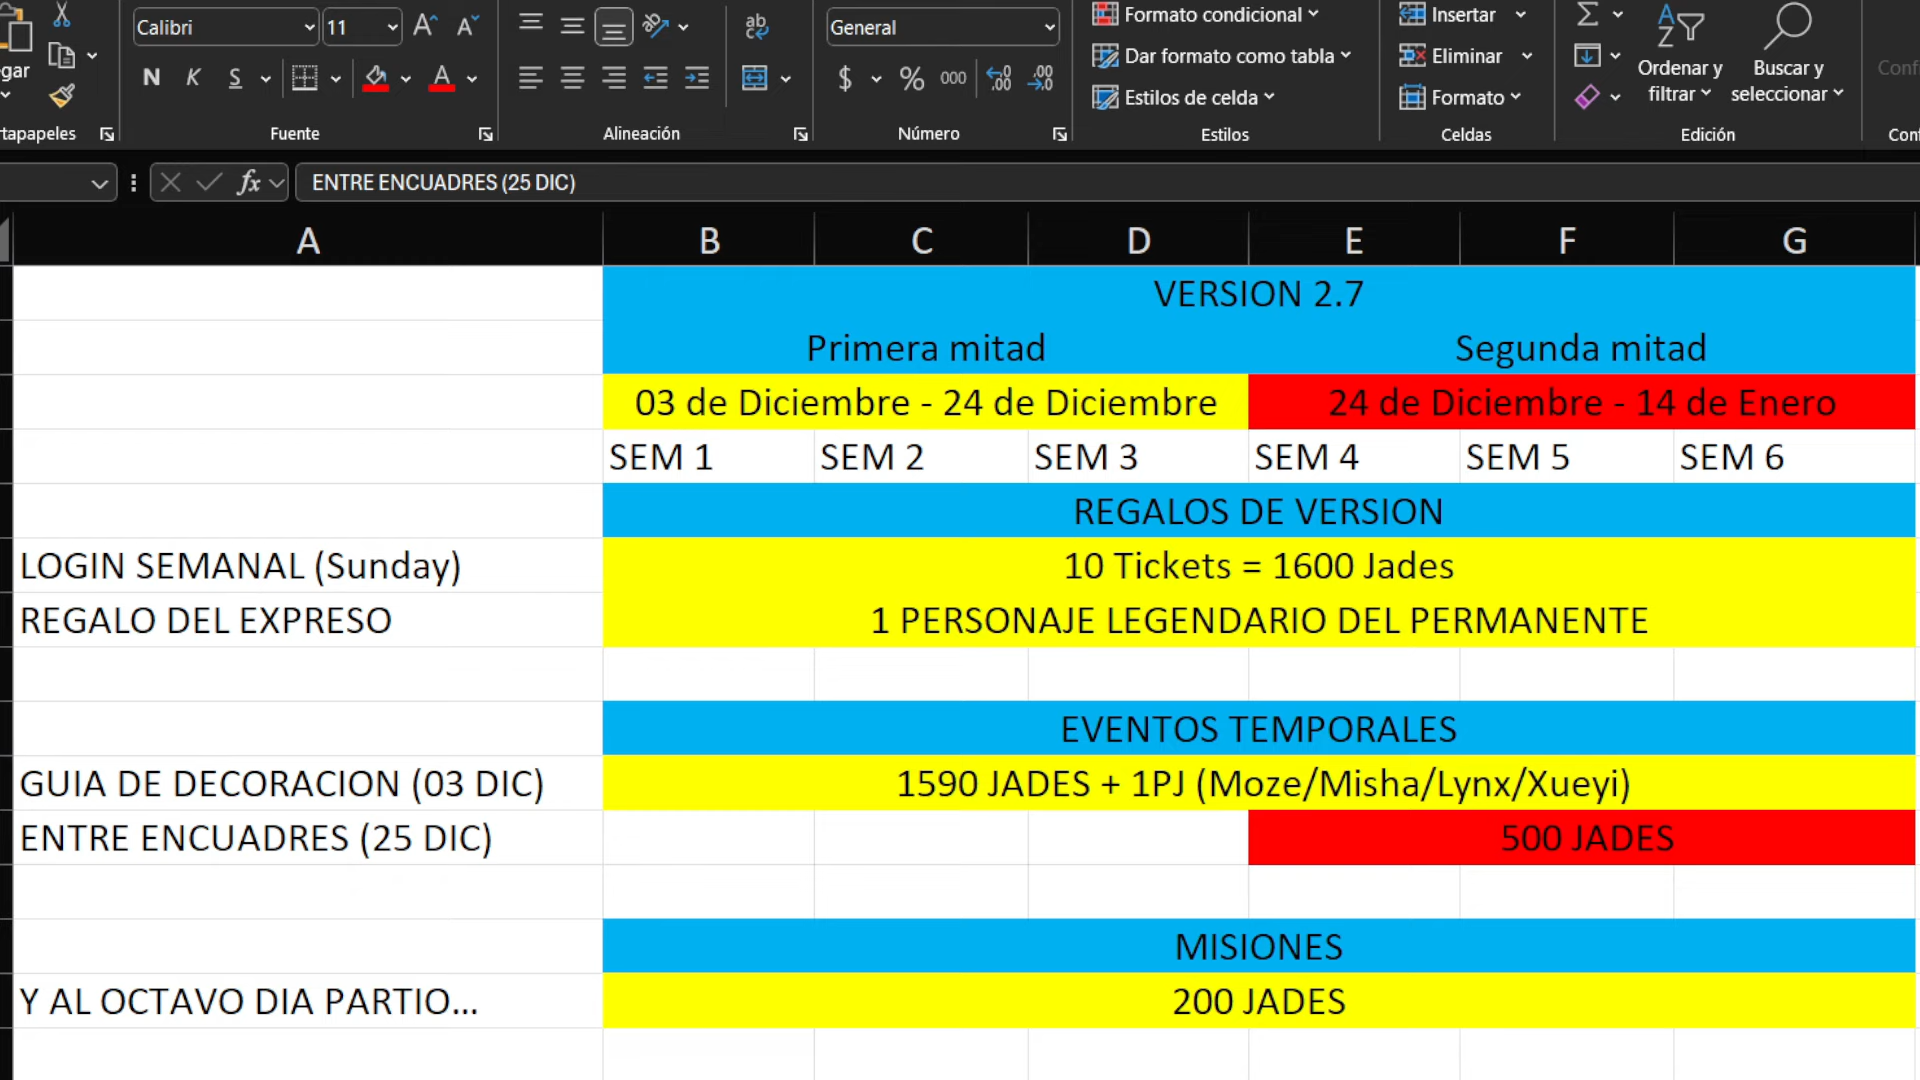 Calibri 11 General Formato condicional Insertar
gar N K S A $ % 000 Dar formato como tabla Eliminar Ordenar y filtrar Buscar y seleccionar Confi
Estilos de celda Formato
tapapeles Fuente Alineación Número Estilos Celdas Edición Conf
fx ENTRE ENCUADRES (25 DIC)
A B C D E F G
VERSION 2.7
Primera mitad Segunda mitad
03 de Diciembre - 24 de Diciembre 24 de Diciembre - 14 de Enero
SEM 1 SEM 2 SEM 3 SEM 4 SEM 5 SEM 6
REGALOS DE VERSION
LOGIN SEMANAL (Sunday) 10 Tickets = 1600 Jades
REGALO DEL EXPRESO 1 PERSONAJE LEGENDARIO DEL PERMANENTE
EVENTOS TEMPORALES
GUIA DE DECORACION (03 DIC) 1590 JADES + 1PJ (Moze/Misha/Lynx/Xueyi)
ENTRE ENCUADRES (25 DIC) 500 JADES
MISIONES
Y AL OCTAVO DIA PARTIO... 200 JADES